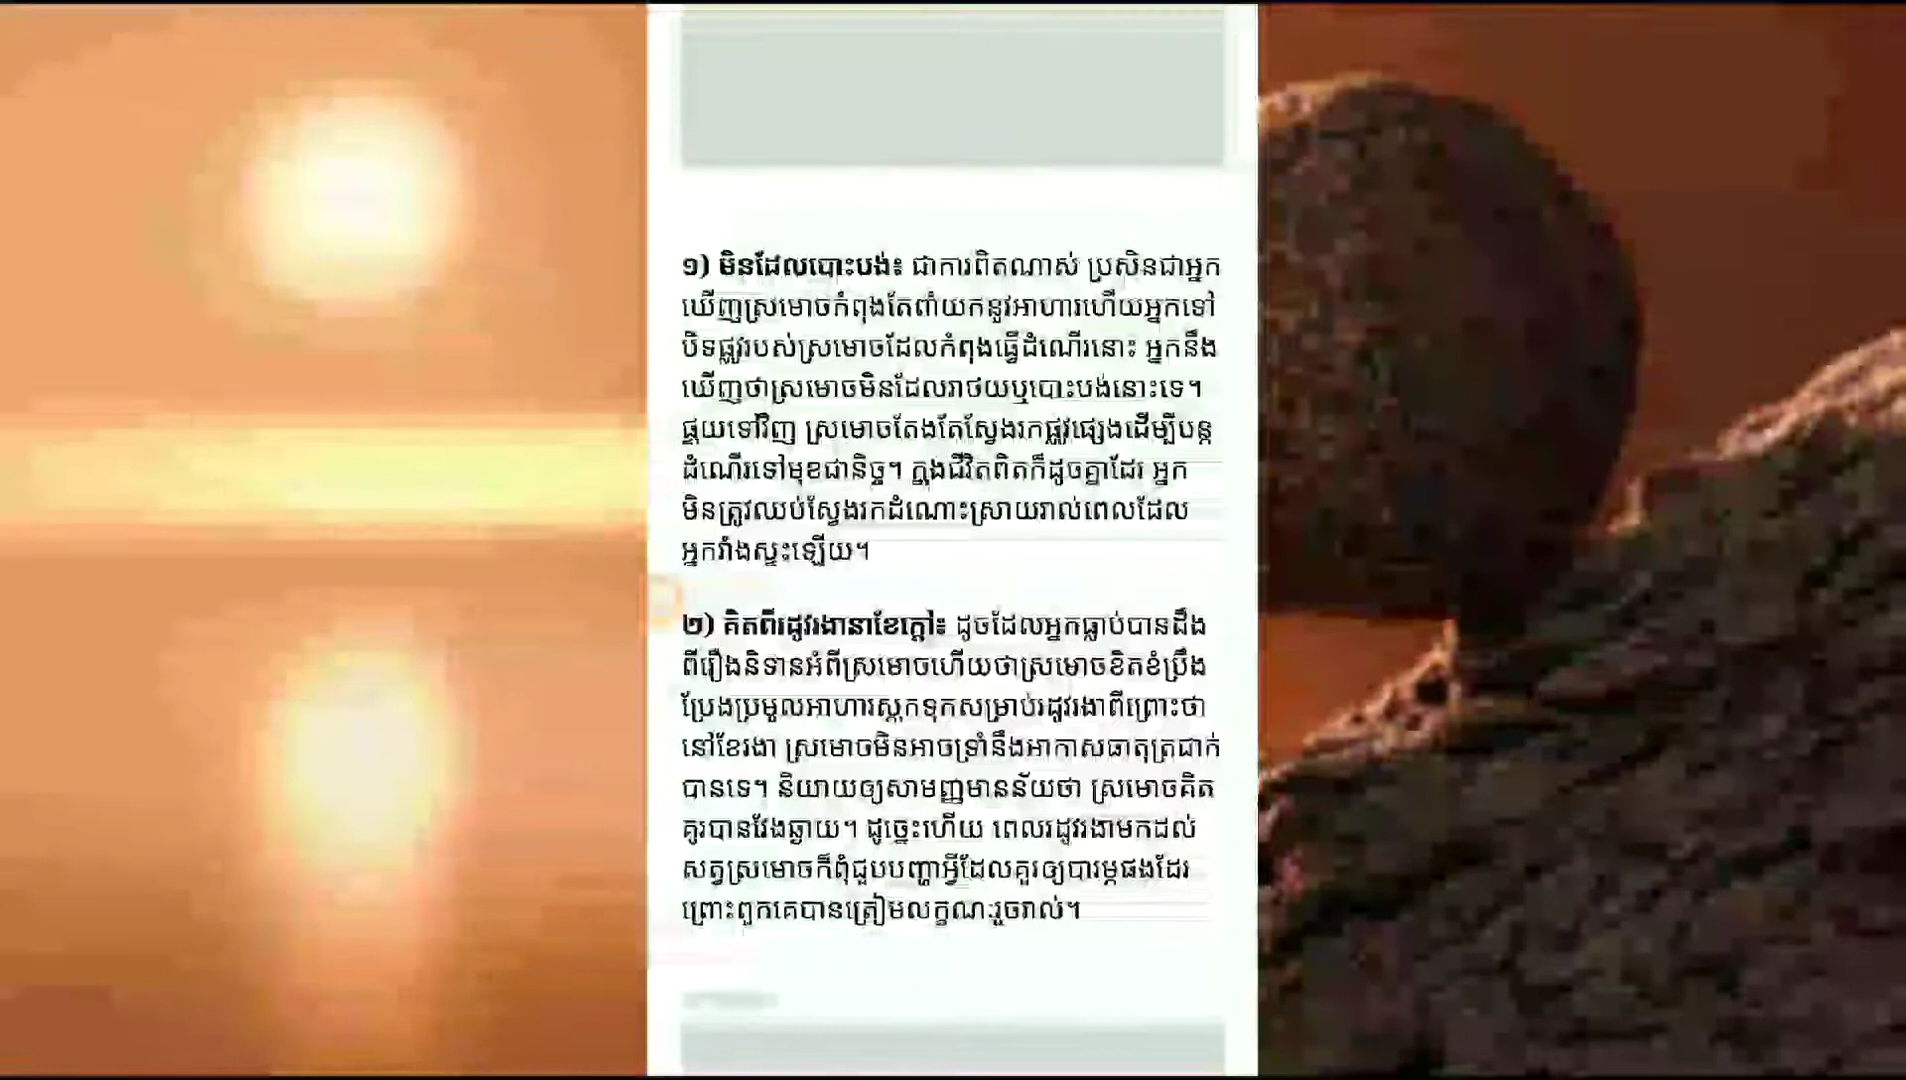 ១) មិនដែលបោះបង់៖ ជាការពិតណាស់ ប្រសិនជាអ្នក
ឃើញស្រមោចកំពុងតែពាំយកនូវអាហារហើយអ្នកទៅ
បិទផ្លូវរបស់ស្រមោចដែលកំពុងធ្វើដំណើរនោះ អ្នកនឹង
ឃើញថាស្រមោចមិនដែលរាថយឬបោះបង់នោះទេ។
ផ្ទុយទៅវិញ ស្រមោចតែងតែស្វែងរកផ្លូវផ្សេងដើម្បីបន្ត
ដំណើរទៅមុខជានិច្ច។ ក្នុងជីវិតពិតក៏ដូចគ្នាដែរ អ្នក
មិនត្រូវឈប់ស្វែងរកដំណោះស្រាយរាល់ពេលដែល
អ្នករាំងស្ទះឡើយ។
២) គិតពីរដូវរងានាខែក្ដៅ៖ ដូចដែលអ្នកធ្លាប់បានដឹង
ពីរឿងនិទានអំពីស្រមោចហើយថាស្រមោចខិតខំប្រឹង
ប្រែងប្រមូលអាហារស្តុកទុកសម្រាប់រដូវរងាពីព្រោះថា
នៅខែរងា ស្រមោចមិនអាចទ្រាំនឹងអាកាសធាតុត្រជាក់
បានទេ។ និយាយឲ្យសាមញ្ញមានន័យថា ស្រមោចគិត
គូរបានវែងឆ្ងាយ។ ដូច្នេះហើយ ពេលរដូវរងាមកដល់
សត្វស្រមោចក៏ពុំជួបបញ្ហាអ្វីដែលគួរឲ្យបារម្ភផងដែរ
ព្រោះពួកគេបានត្រៀមលក្ខណៈរួចរាល់។